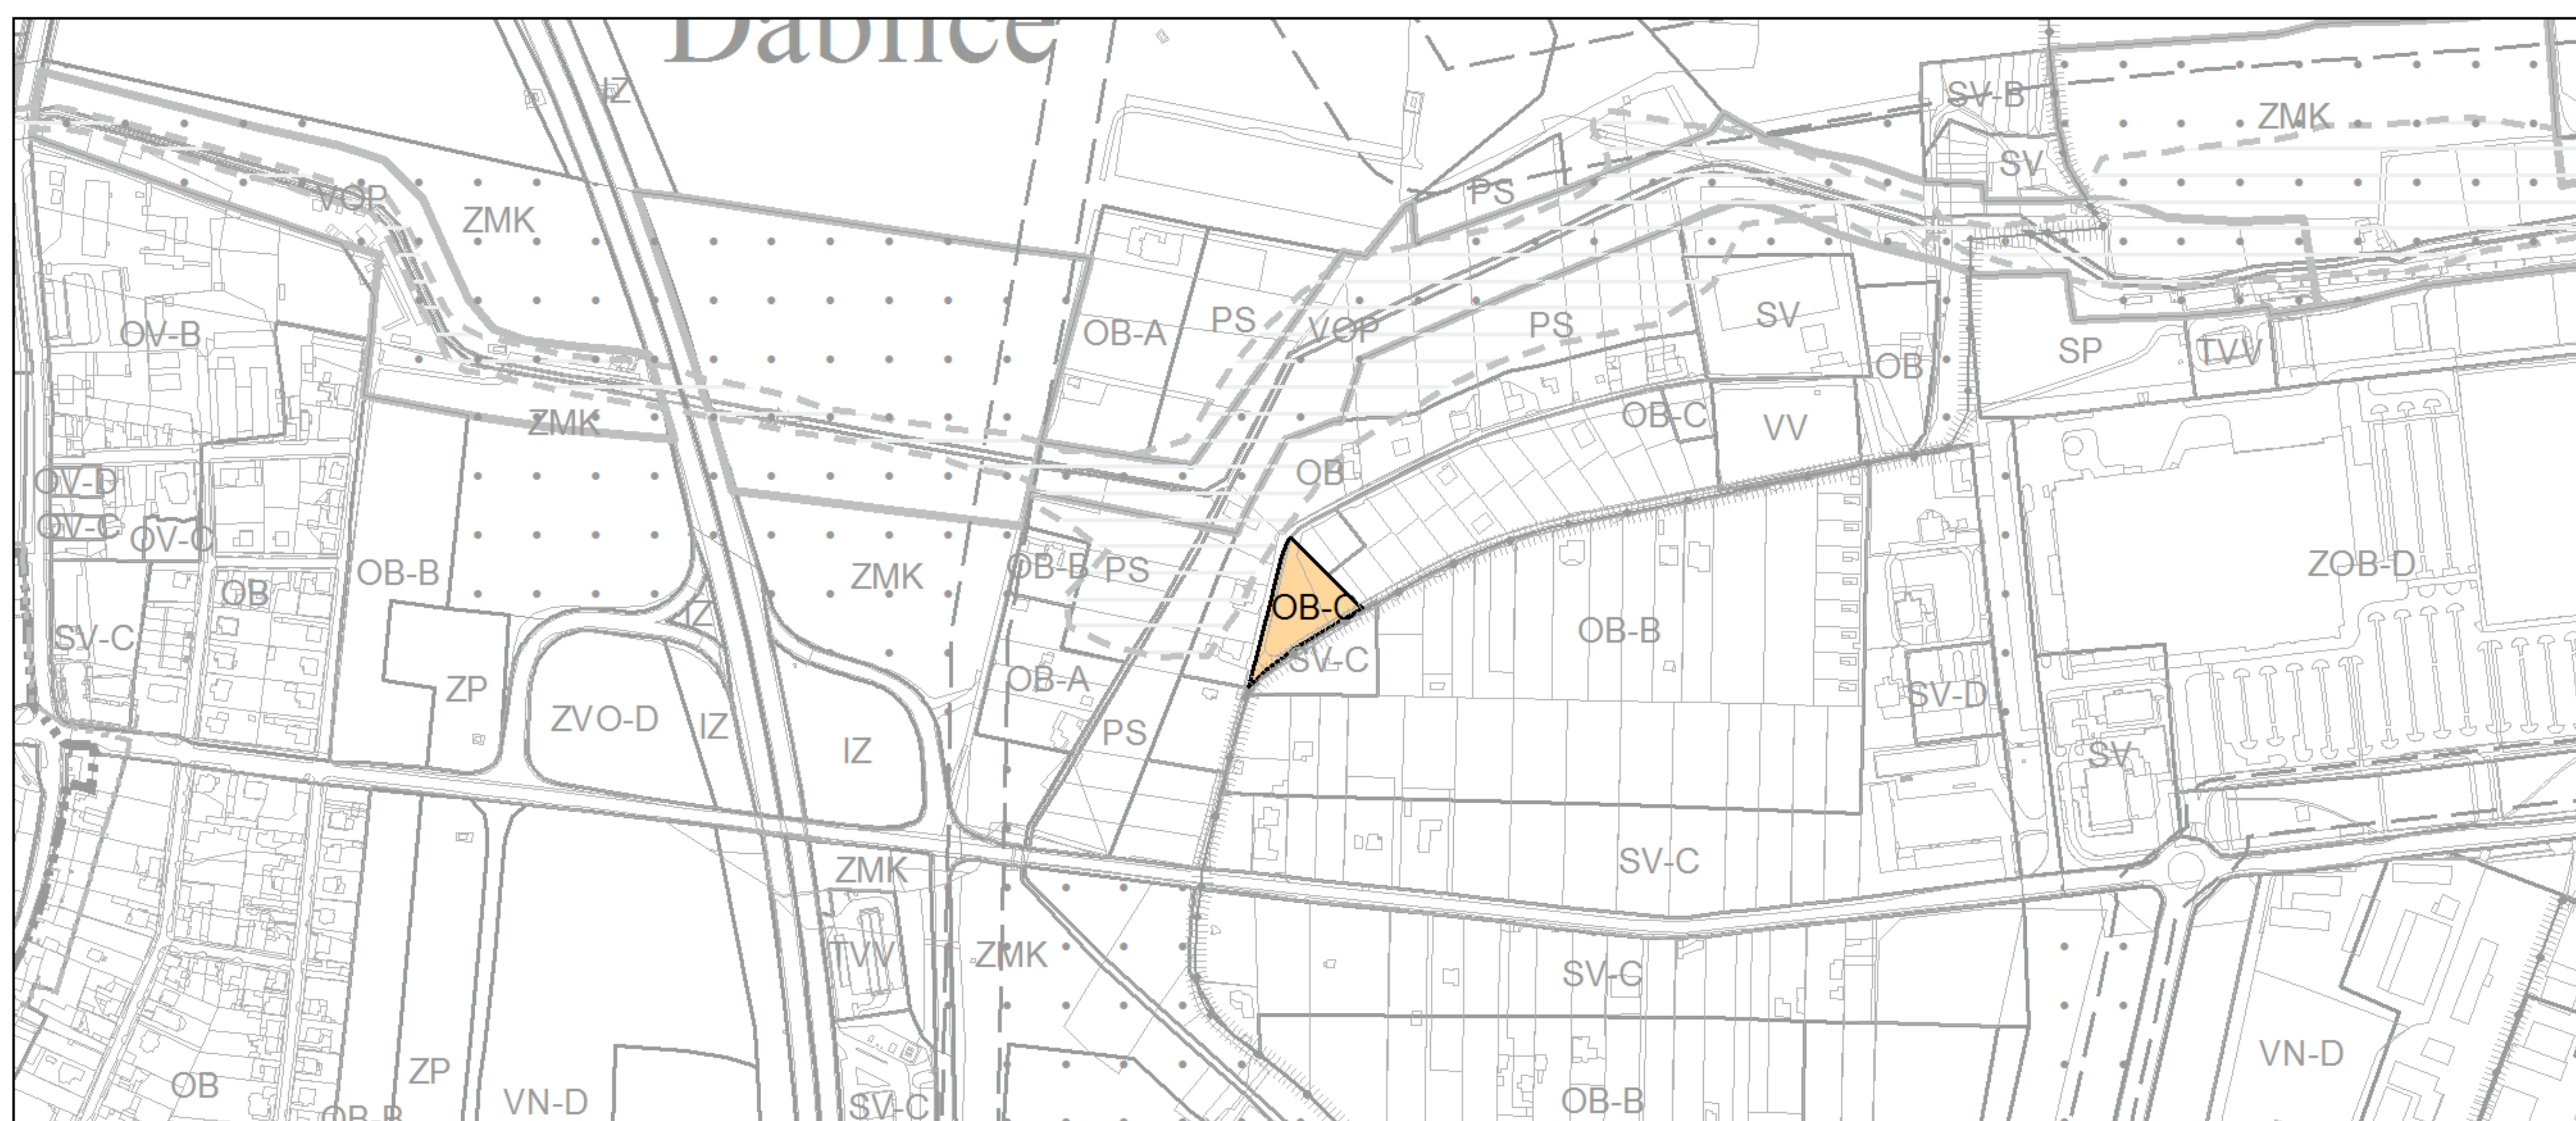 Ďáblice
IZ
SV-B
ZMK
SV
VOP
ZMK
PS
OV-B
OB-A
PS
VOP
PS
SV
OB
SP
TVV
ZMK
OB-C
VV
OV-D
OB
OV-C
OV-C
OB-B
OB
ZMK
OB-B
PS
ZOB-D
SV-C
IZ
OB-C
OB-B
SV-C
ZP
OB-A
SV-D
ZVO-D
IZ
IZ
PS
SV
ZMK
SV-C
TVV
ZMK
SV-C
VN-D
OB
ZP
VN-D
SV-C
OB-B
OB-B